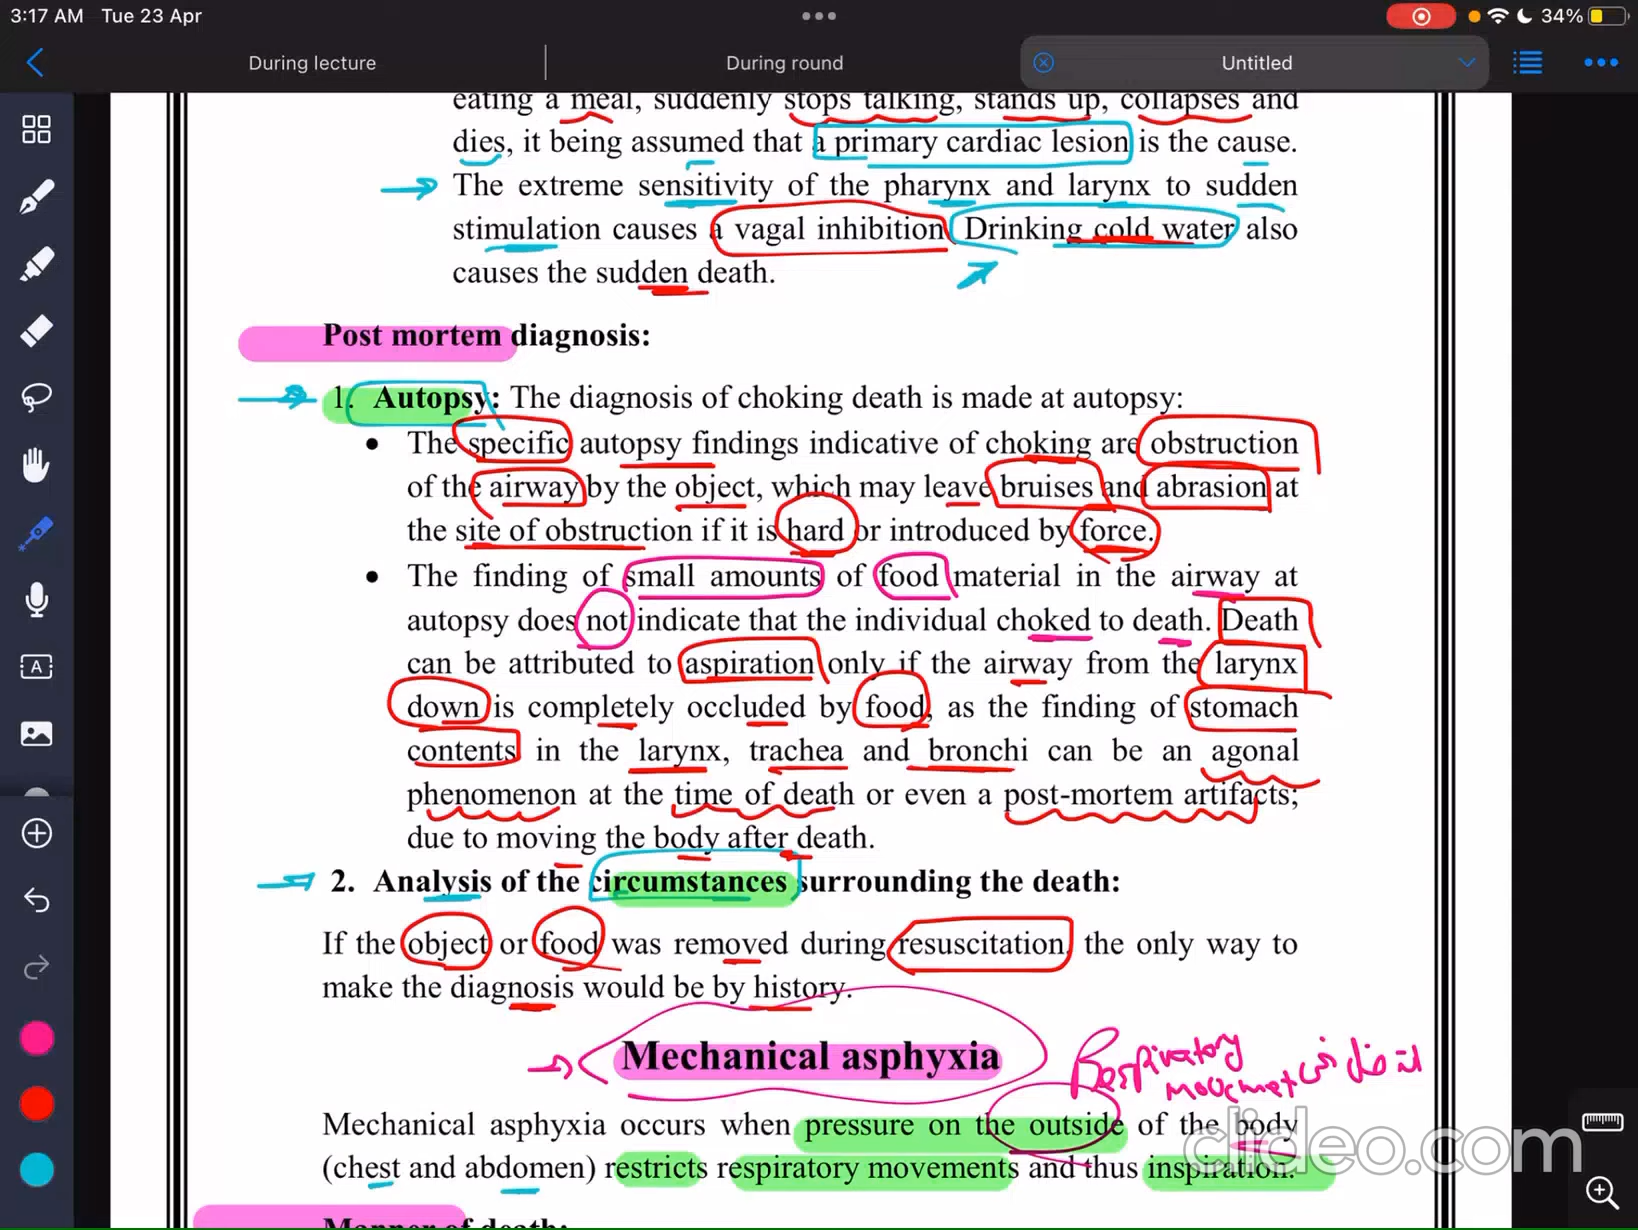 3:17 AM Tue 23 Apr
34%
During lecture
During round
Untitled
eating a meal, suddenly stops talking, stands up, collapses and
dies, it being assumed that a primary cardiac lesion is the cause.
The extreme sensitivity of the pharynx and larynx to sudden
stimulation causes a vagal inhibition Drinking cold water also
causes the sudden death.
Post mortem diagnosis:
1. Autopsy: The diagnosis of choking death is made at autopsy:
• The specific autopsy findings indicative of choking are obstruction
of the airway by the object, which may leave bruises and abrasion at
the site of obstruction if it is hard or introduced by force.
• The finding of small amounts of food material in the airway at
autopsy does not indicate that the individual choked to death. Death
can be attributed to aspiration only if the airway from the larynx
down is completely occluded by food, as the finding of stomach
contents in the larynx, trachea and bronchi can be an agonal
phenomenon at the time of death or even a post-mortem artifacts;
due to moving the body after death.
2. Analysis of the circumstances surrounding the death:
If the object or food was removed during resuscitation, the only way to
make the diagnosis would be by history.
Mechanical asphyxia
Respiratory
movemet
Mechanical asphyxia occurs when pressure on the outside of the body
(chest and abdomen) restricts respiratory movements and thus inspiration.
Manner of death:
clideo.com